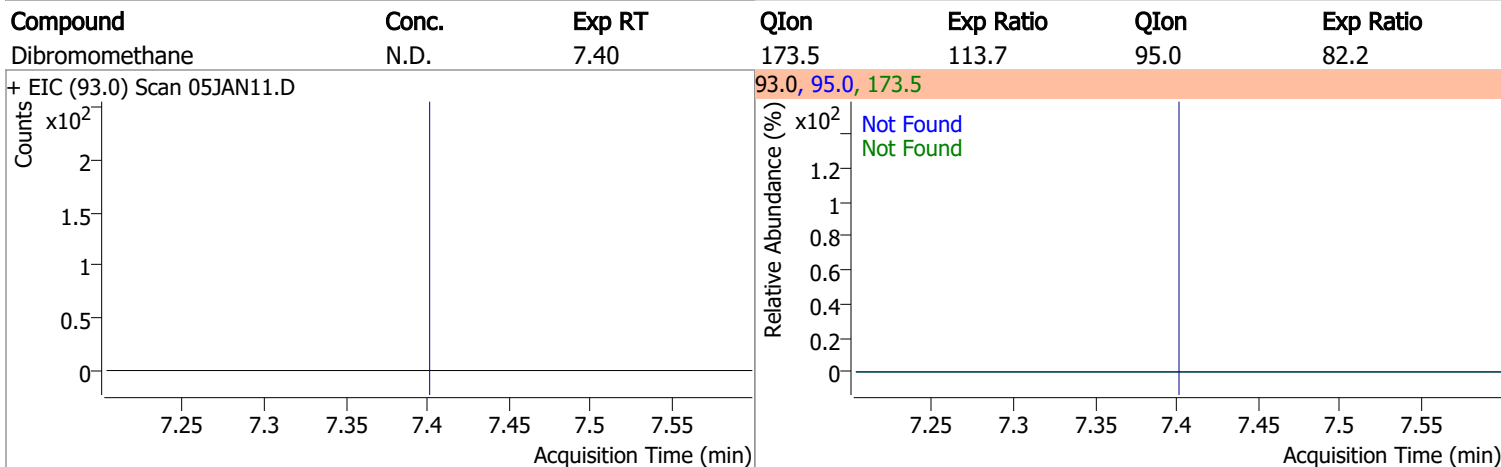 Compound Conc. Exp RT QIon Exp Ratio QIon Exp Ratio
Dibromomethane N.D. 7.40 173.5 113.7 95.0 82.2
+ EIC (93.0) Scan 05JAN11.D
Counts
x10²
2
1.5
1
0.5
0
7.25 7.3 7.35 7.4 7.45 7.5 7.55
Acquisition Time (min)
93.0, 95.0, 173.5
Relative Abundance (%)
x10²
Not Found
Not Found
1.2
1
0.8
0.6
0.4
0.2
0
7.25 7.3 7.35 7.4 7.45 7.5 7.55
Acquisition Time (min)